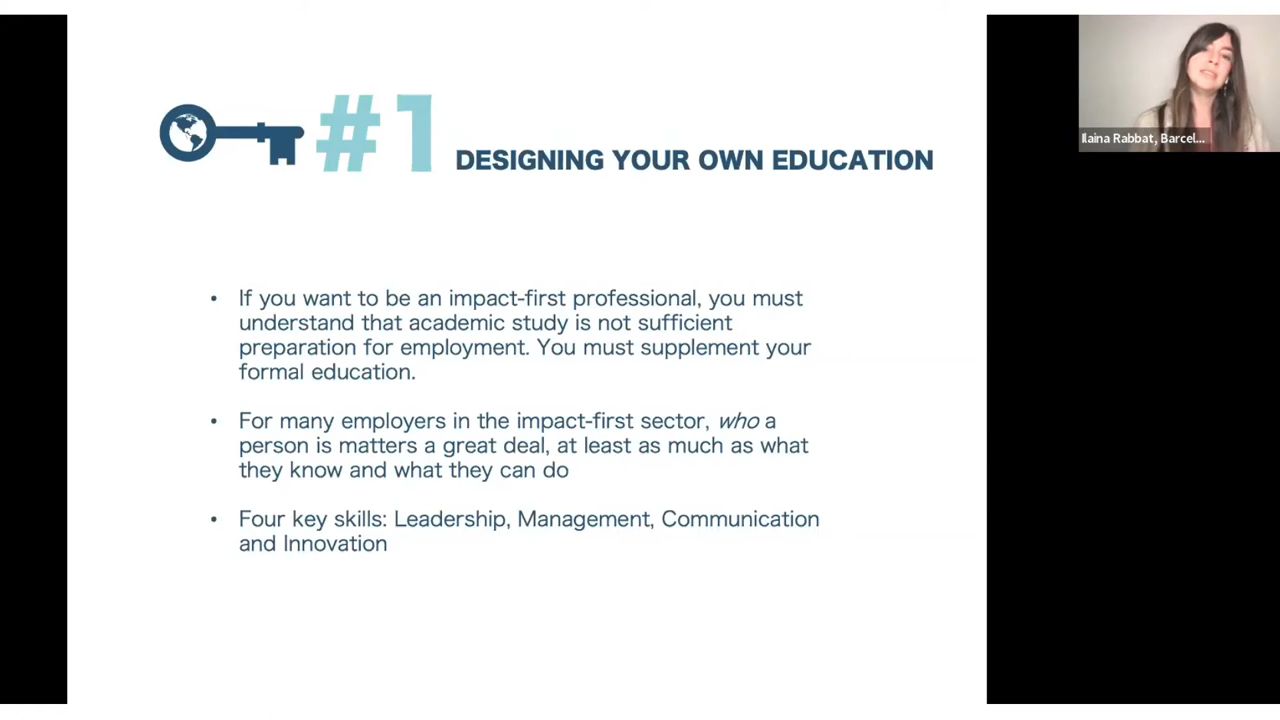 #1 DESIGNING YOUR OWN EDUCATION
Ilaina Rabbat, Barcel...
• If you want to be an impact-first professional, you must
understand that academic study is not sufficient
preparation for employment. You must supplement your
formal education.
• For many employers in the impact-first sector, who a
person is matters a great deal, at least as much as what
they know and what they can do
• Four key skills: Leadership, Management, Communication
and Innovation